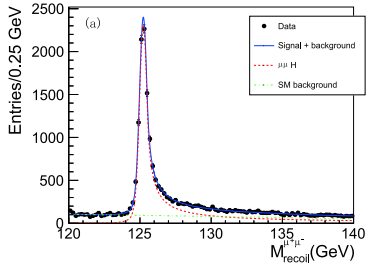 (a)
Data
Signal + background
μμ H
SM background
Entries/0.25 GeV
2500
2000
1500
1000
500
0
120 125 130 135 140
M_recoil^{μ⁺μ⁻}(GeV)